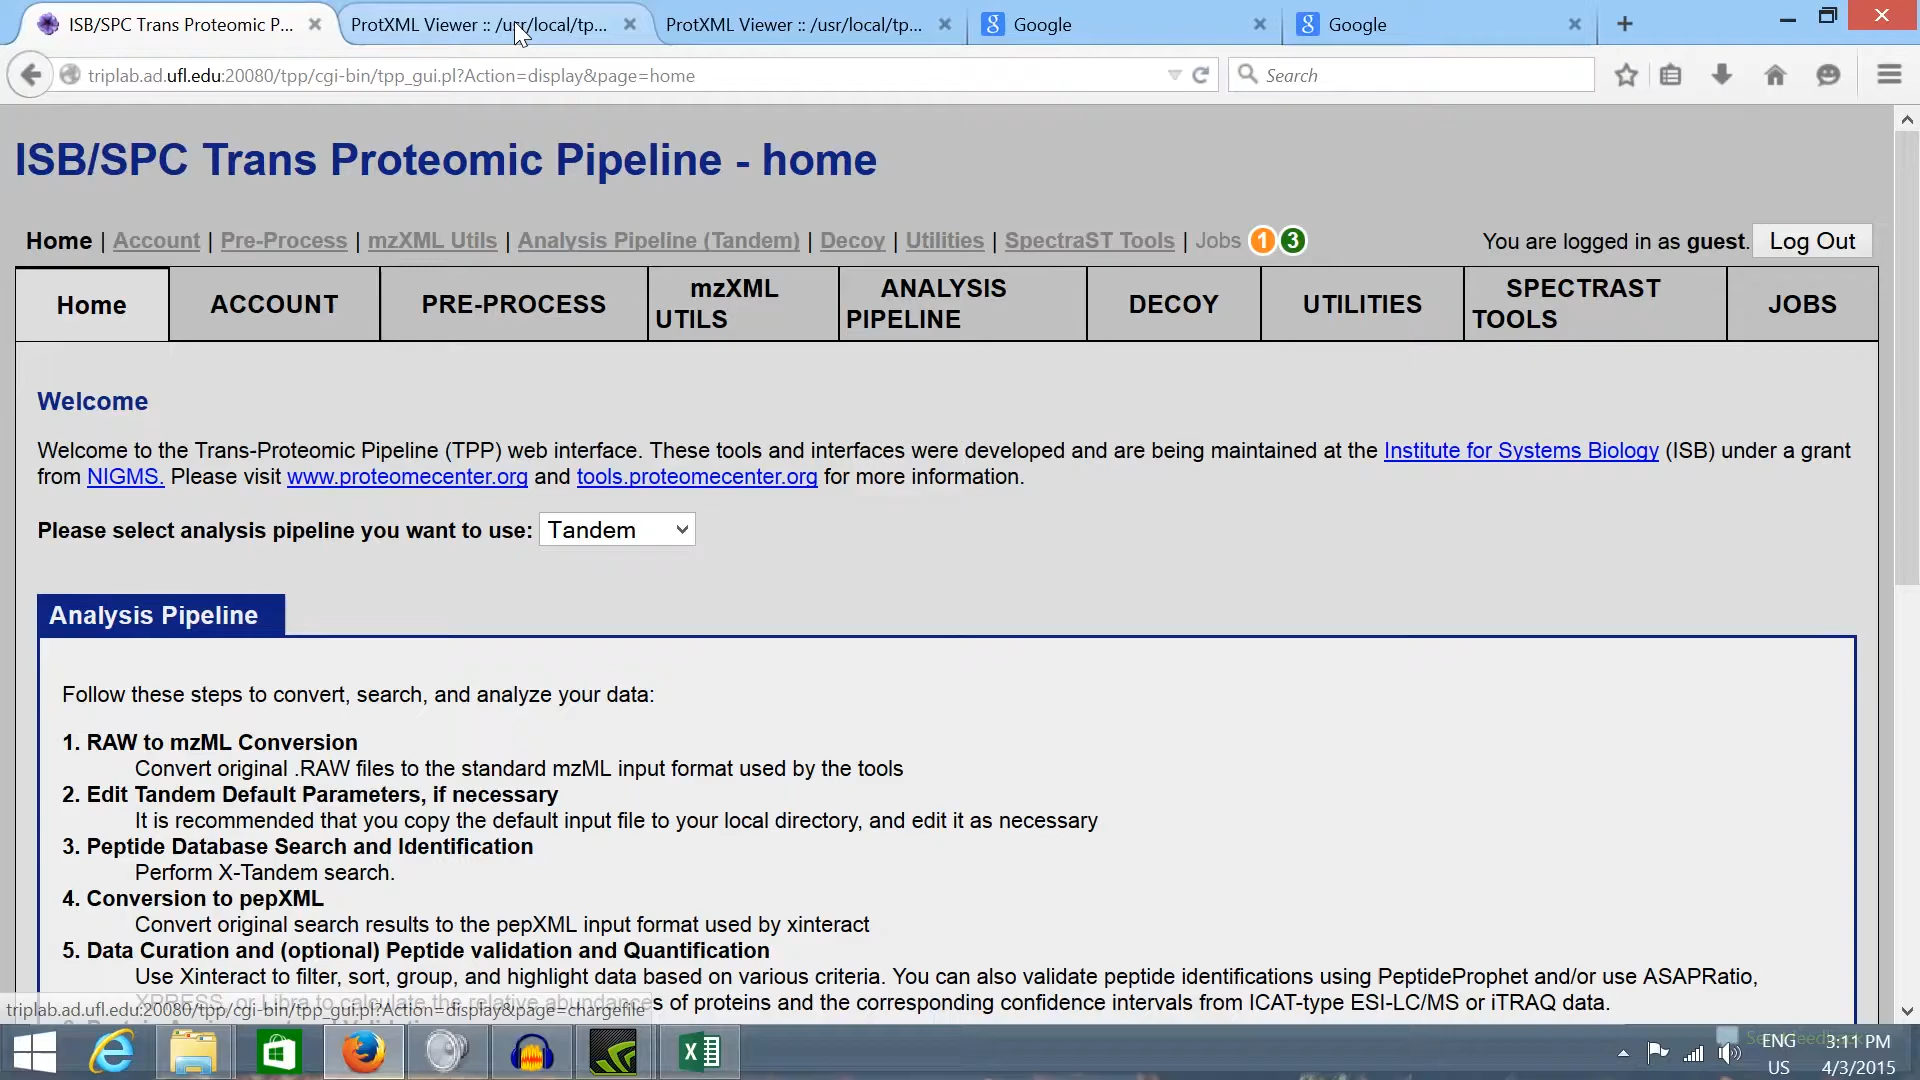 ISB/SPC Trans Proteomic P...
ProtXML Viewer :: /usr/local/tp...
ProtXML Viewer :: /usr/local/tp...
Google
Google
triplab.ad.ufl.edu:20080/tpp/cgi-bin/tpp_gui.pl?Action=display&page=home
Search
ISB/SPC Trans Proteomic Pipeline - home
Home | Account | Pre-Process | mzXML Utils | Analysis Pipeline (Tandem) | Decoy | Utilities | SpectraST Tools | Jobs 1 3
You are logged in as guest. Log Out
Home
ACCOUNT
PRE-PROCESS
mzXML UTILS
ANALYSIS PIPELINE
DECOY
UTILITIES
SPECTRAST TOOLS
JOBS
Welcome
Welcome to the Trans-Proteomic Pipeline (TPP) web interface. These tools and interfaces were developed and are being maintained at the Institute for Systems Biology (ISB) under a grant
from NIGMS. Please visit www.proteomecenter.org and tools.proteomecenter.org for more information.
Please select analysis pipeline you want to use: Tandem
Analysis Pipeline
Follow these steps to convert, search, and analyze your data:
1. RAW to mzML Conversion
Convert original .RAW files to the standard mzML input format used by the tools
2. Edit Tandem Default Parameters, if necessary
It is recommended that you copy the default input file to your local directory, and edit it as necessary
3. Peptide Database Search and Identification
Perform X-Tandem search.
4. Conversion to pepXML
Convert original search results to the pepXML input format used by xinteract
5. Data Curation and (optional) Peptide validation and Quantification
Use Xinteract to filter, sort, group, and highlight data based on various criteria. You can also validate peptide identifications using PeptideProphet and/or use ASAPRatio,
XPRESS, or Libra to calculate the relative abundances of proteins and the corresponding confidence intervals from ICAT-type ESI-LC/MS or iTRAQ data.
triplab.ad.ufl.edu:20080/tpp/cgi-bin/tpp_gui.pl?Action=display&page=chargefile
ENG
US
3:11 PM
4/3/2015